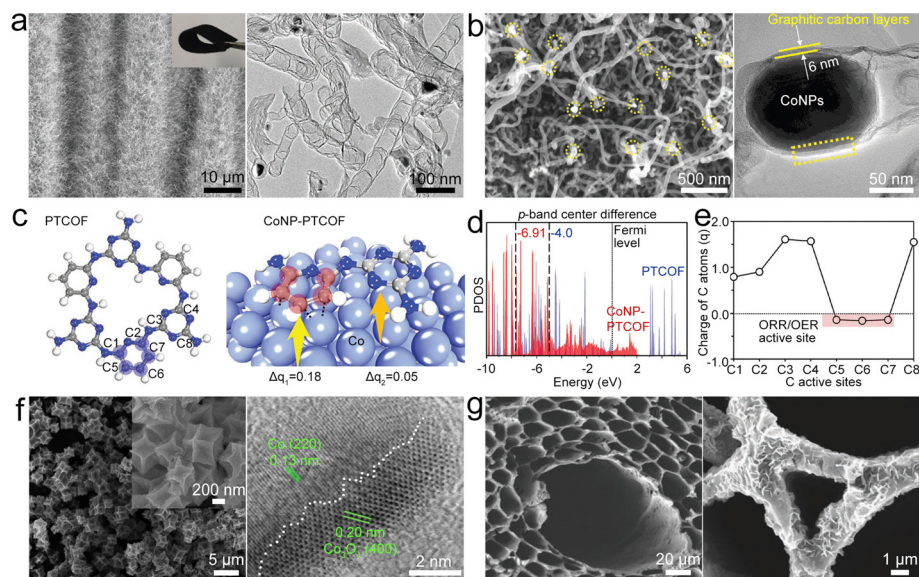 a
10 μm
100 nm
b
500 nm
Graphitic carbon layers
6 nm
CoNPs
50 nm
c
PTCOF
C4
C3
C2
C8
C1
C7
C5
C6
CoNP-PTCOF
Co
Δq₁=0.18
Δq₂=0.05
d
p-band center difference
-6.91
-4.0
Fermi
level
PTCOF
CoNP-
PTCOF
PDOS
-10 -8 -6 -4 -2 0 2 4 6
Energy (eV)
e
Charge of C atoms (q)
2.0
1.0
0.0
-1.0
ORR/OER
active site
C1 C2 C3 C4 C5 C6 C7 C8
C active sites
f
200 nm
5 μm
Co (220)
0.13 nm
0.20 nm
Co₃O₄ (400)
2 nm
g
20 μm
1 μm